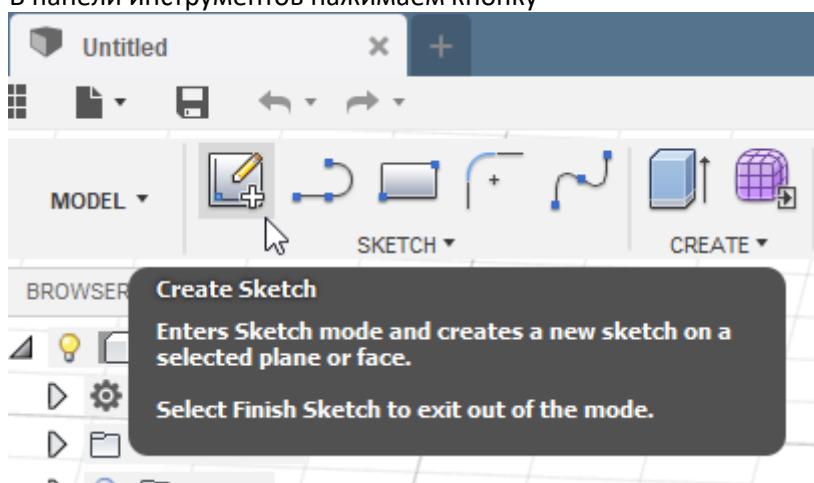 В панели инструментов нажимаем кнопку
Untitled
MODEL
SKETCH
CREATE
BROWSER
Create Sketch
Enters Sketch mode and creates a new sketch on a
selected plane or face.
Select Finish Sketch to exit out of the mode.